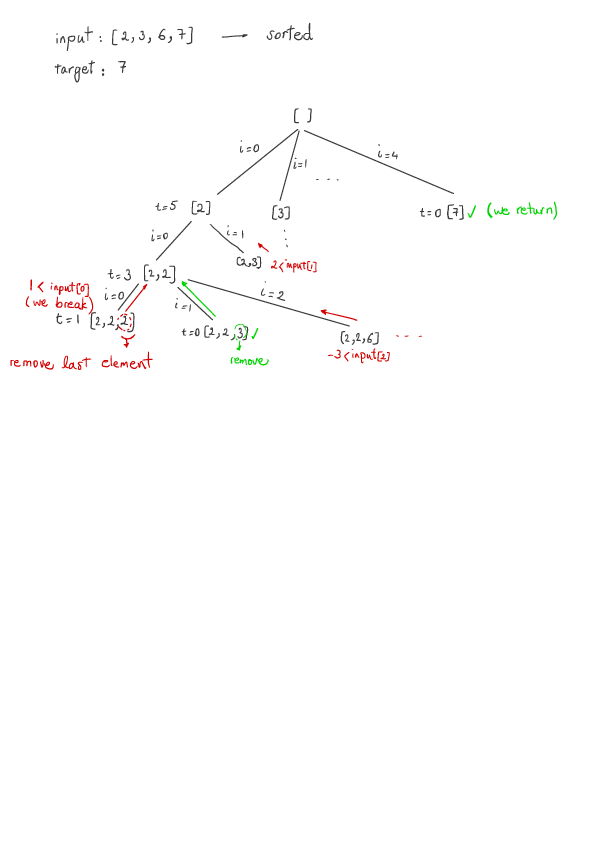 input : [2, 3, 6, 7] → sorted
target : 7
[ ]
i=0
i=1
i=4
. . .
t=5 [2]
[3]
t=0 [7] ✓ (we return)
i=0
i=1
[2,3]
2 < input[1]
t=3 [2,2]
1 < input[0]
(we break)
i=0
i=1
i=2
t=1 [2,2,2]
t=0 [2,2,3] ✓
[2,2,6] - - -
-3 < input[2]
remove last element
remove